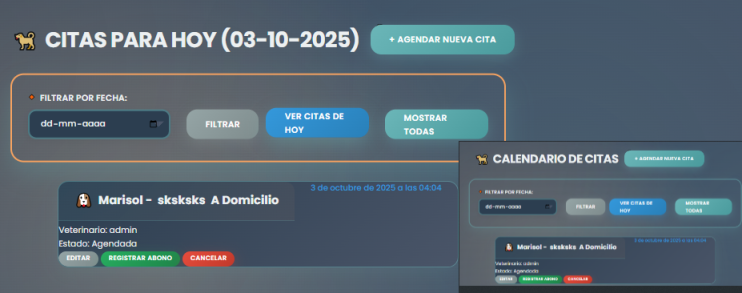 CITAS PARA HOY (03-10-2025)
+ AGENDAR NUEVA CITA
FILTRAR POR FECHA:
dd-mm-aaaa
FILTRAR
VER CITAS DE
HOY
MOSTRAR
TODAS
Marisol - sksksks A Domicilio
3 de octubre de 2025 a las 04:04
Veterinario: admin
Estado: Agendada
EDITAR
REGISTRAR ABONO
CANCELAR
CALENDARIO DE CITAS
+ AGENDAR NUEVA CITA
FILTRAR POR FECHA:
dd-mm-aaaa
FILTRAR
VER CITAS DE
HOY
MOSTRAR
TODAS
Marisol - sksksks A Domicilio
3 de octubre de 2025 a las 04:04
Veterinario: admin
Estado: Agendada
EDITAR
REGISTRAR ABONO
CANCELAR